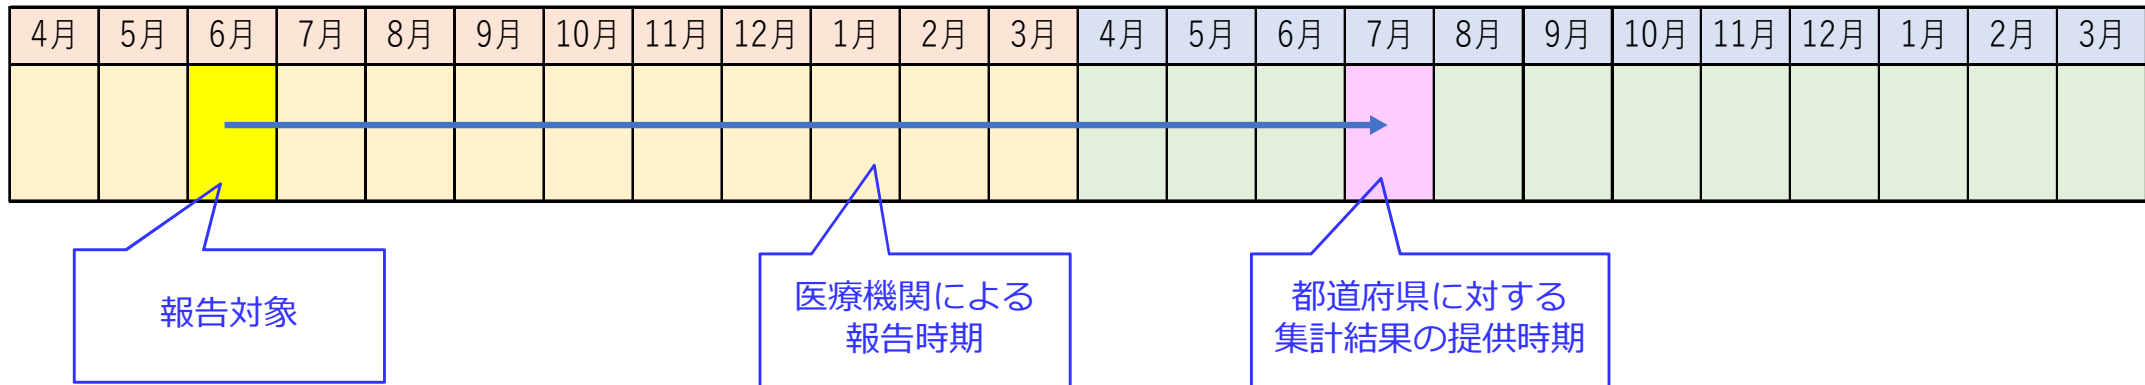 4月 5月 6月 7月 8月 9月 10月 11月 12月 1月 2月 3月 4月 5月 6月 7月 8月 9月 10月 11月 12月 1月 2月 3月
報告対象
医療機関による
報告時期
都道府県に対する
集計結果の提供時期